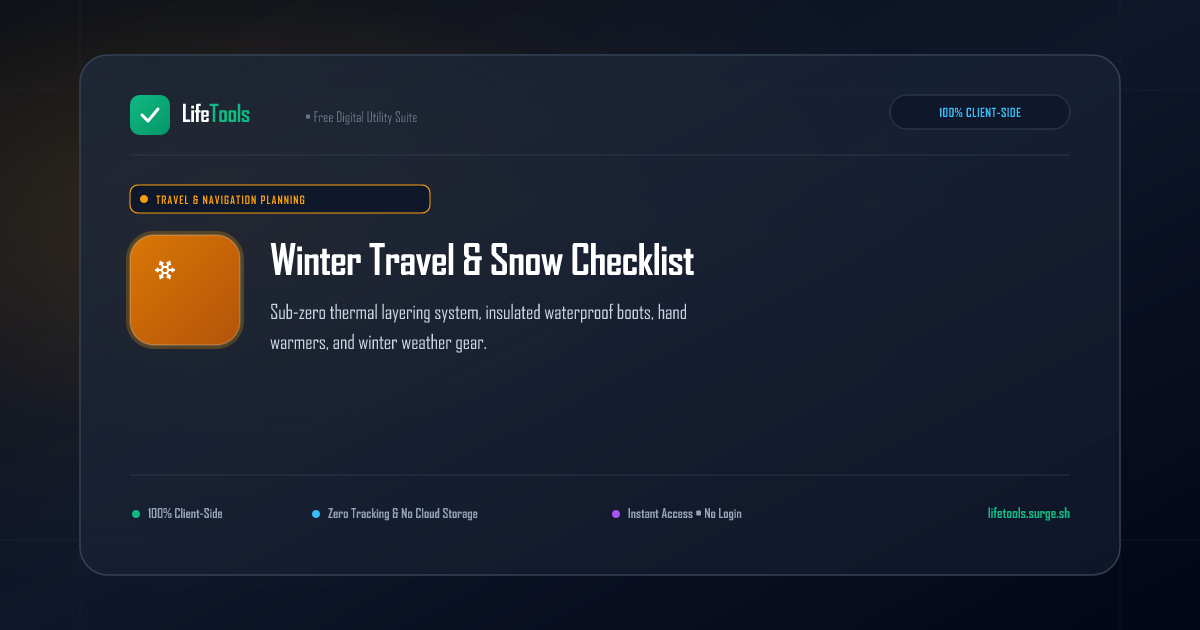 LifeTools
• Free Digital Utility Suite
100% CLIENT-SIDE
TRAVEL & NAVIGATION PLANNING
Winter Travel & Snow Checklist
Sub-zero thermal layering system, insulated waterproof boots, hand
warmers, and winter weather gear.
100% Client-Side
Zero Tracking & No Cloud Storage
Instant Access • No Login
lifetools.surge.sh